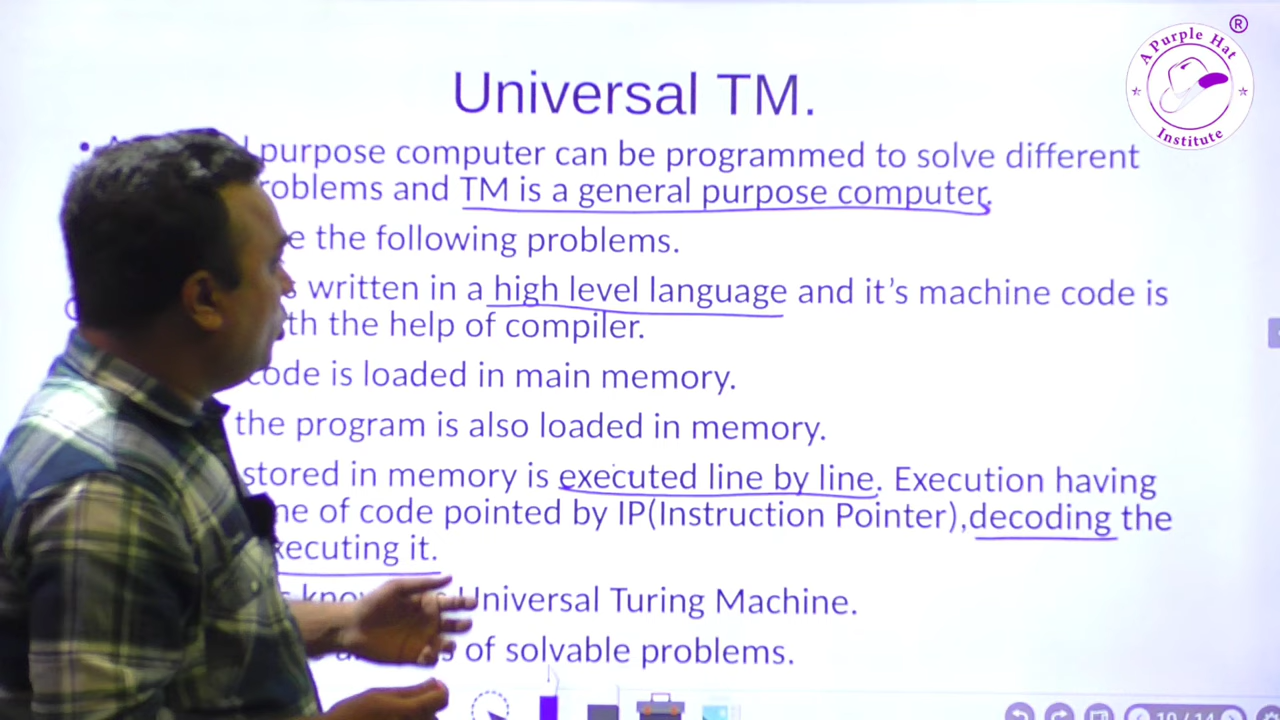 Universal TM.
A Purple Hat
Institute
®
purpose computer can be programmed to solve different
roblems and TM is a general purpose computer.
e the following problems.
s written in a high level language and it's machine code is
th the help of compiler.
code is loaded in main memory.
the program is also loaded in memory.
stored in memory is executed line by line. Execution having
ne of code pointed by IP(Instruction Pointer),decoding the
xecuting it.
Universal Turing Machine.
of solvable problems.